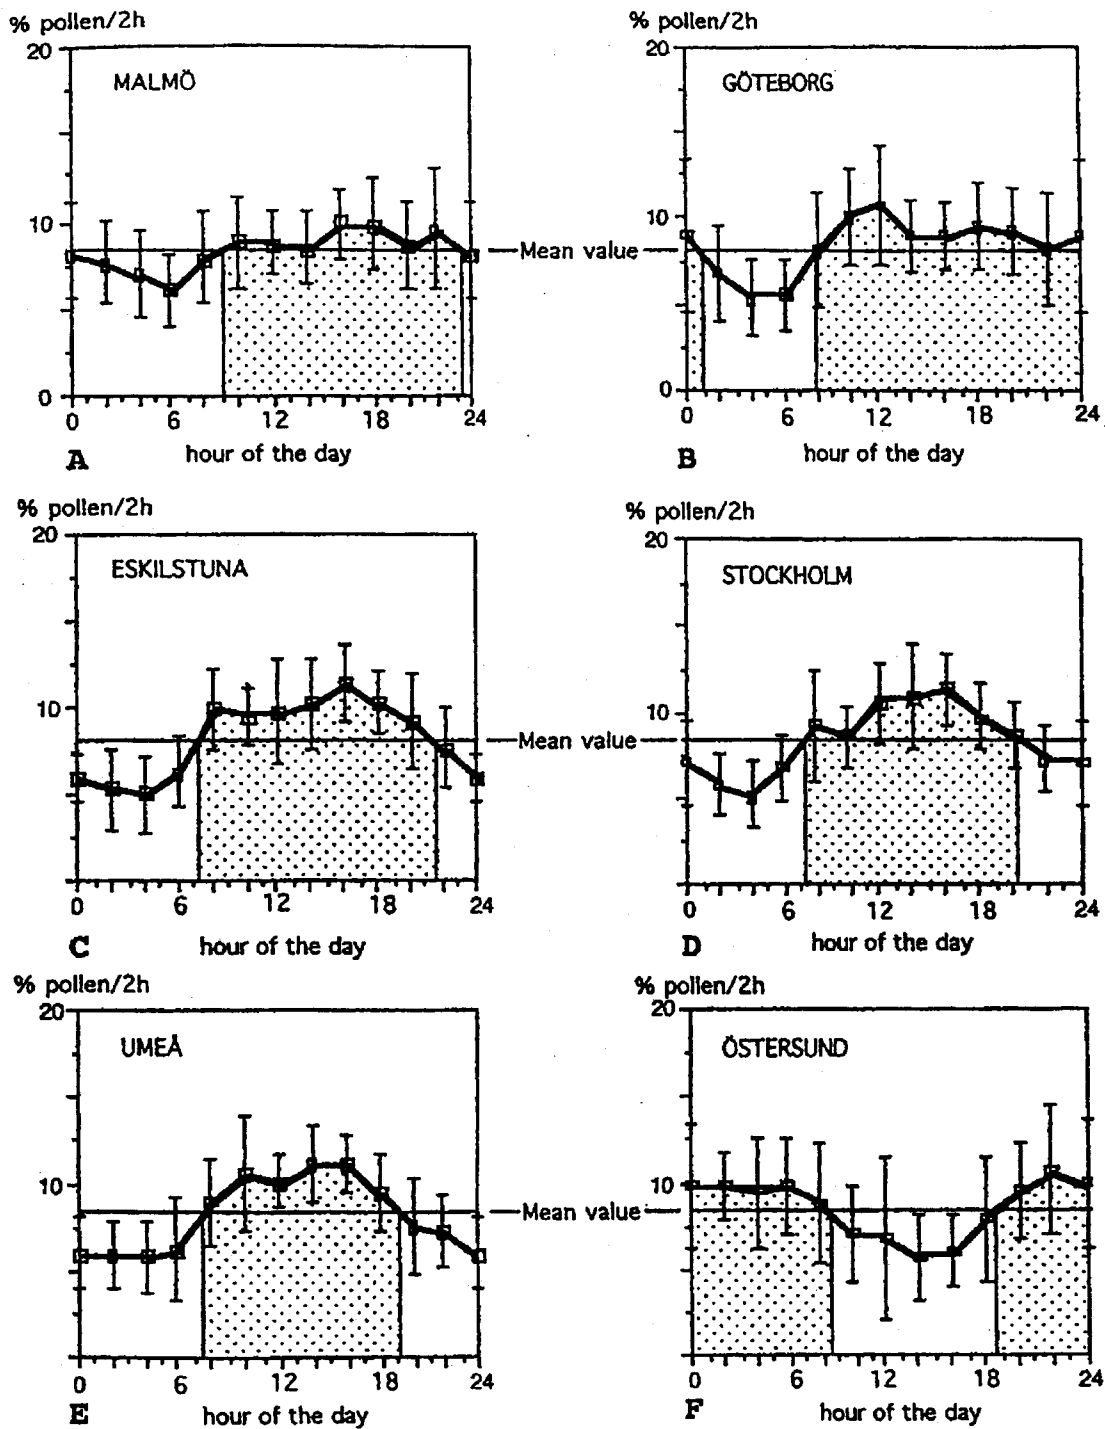 % pollen/2h % pollen/2h
20 20
MALMÖ GÖTEBORG
10 Mean value 10
0 0
0 6 12 18 24 0 6 12 18 24
A hour of the day B hour of the day
% pollen/2h % pollen/2h
20 20
ESKILSTUNA STOCKHOLM
10 10
Mean value
0 6 12 18 24 0 6 12 18 24
C hour of the day D hour of the day
% pollen/2h % pollen/2h
20 20
UMEÅ ÖSTERSUND
10 10
Mean value
0 6 12 18 24 0 6 12 18 24
E hour of the day F hour of the day